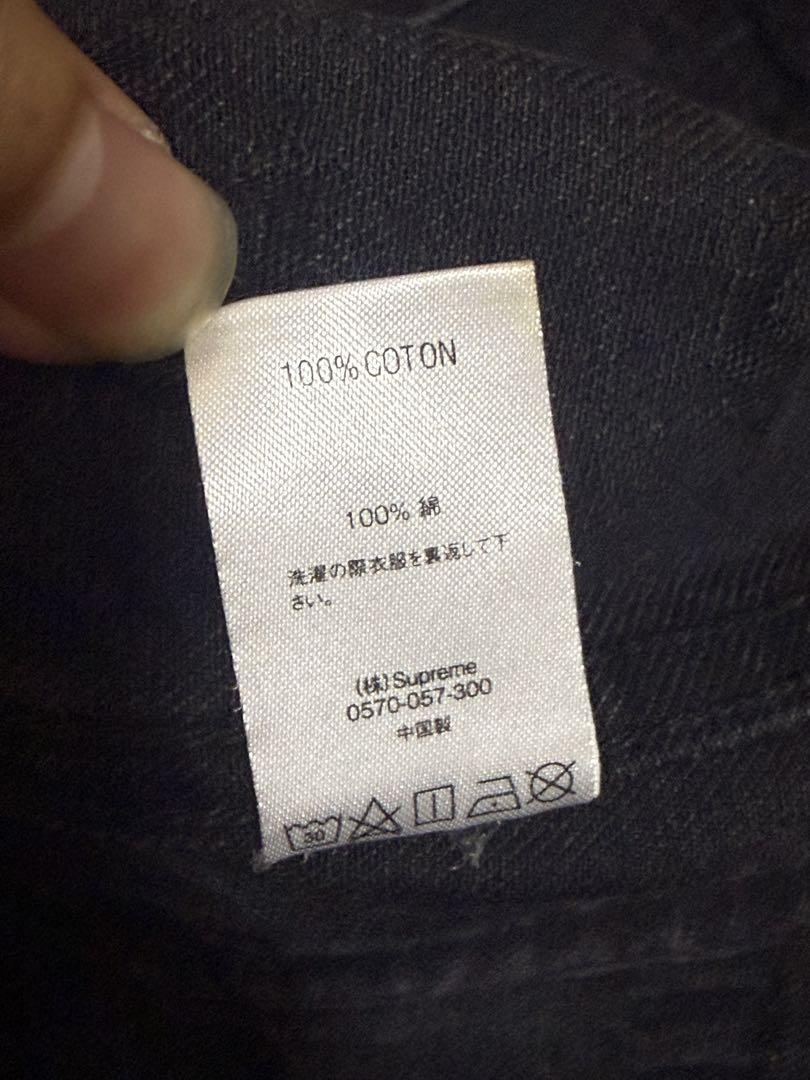 100% COTON
100% 綿
洗濯の際衣服を裏返して下
さい。
(株)Supreme
0570-057-300
中国製
30